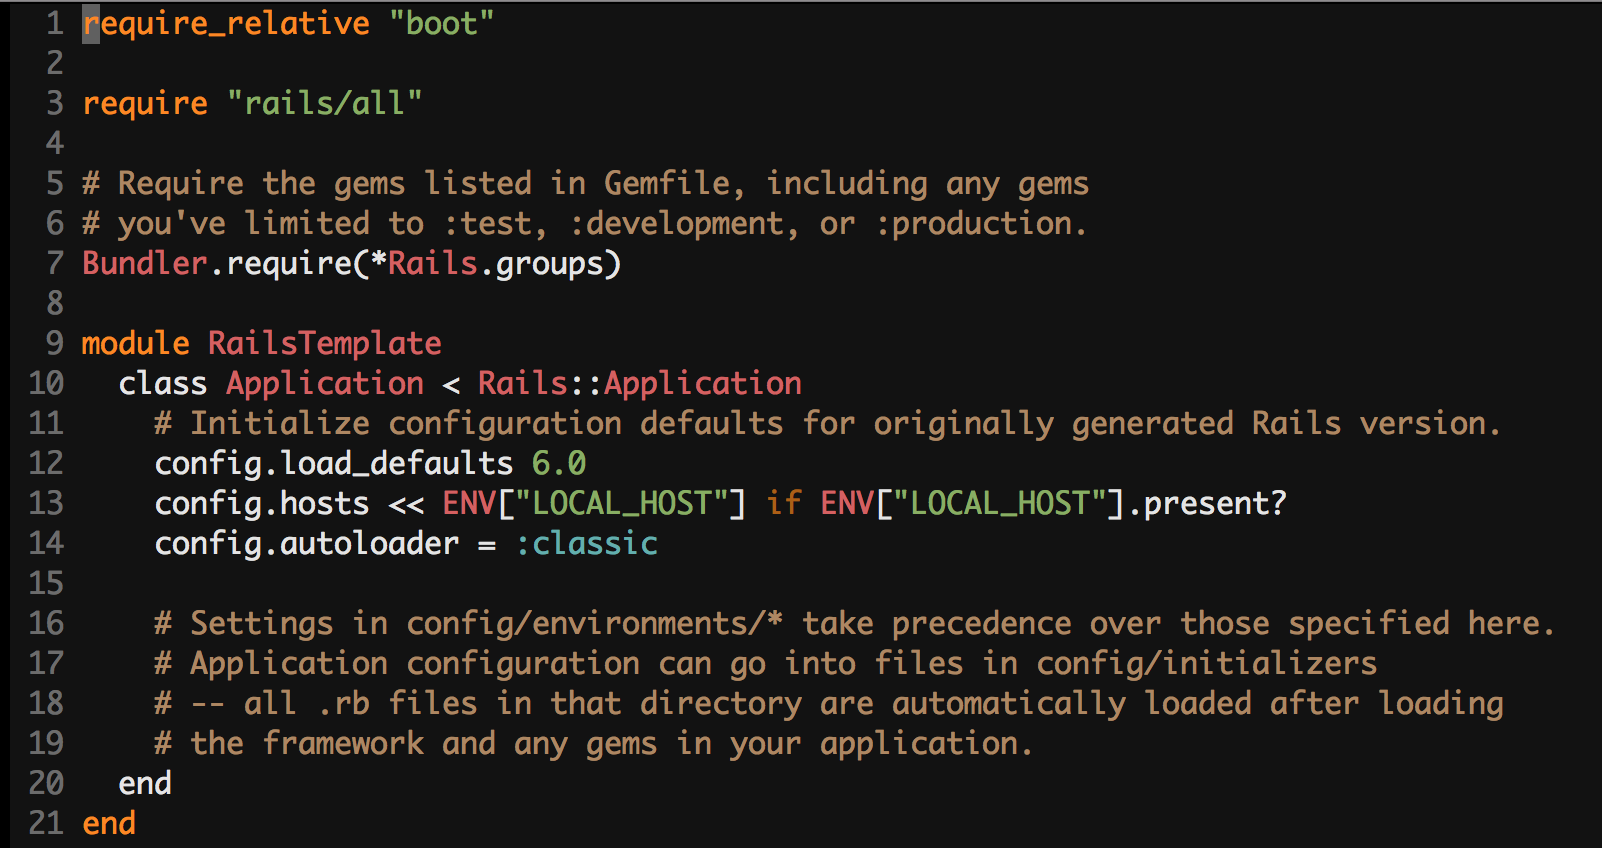 1 require_relative "boot"
2
3 require "rails/all"
4
5 # Require the gems listed in Gemfile, including any gems
6 # you've limited to :test, :development, or :production.
7 Bundler.require(*Rails.groups)
8
9 module RailsTemplate
10   class Application < Rails::Application
11     # Initialize configuration defaults for originally generated Rails version.
12     config.load_defaults 6.0
13     config.hosts << ENV["LOCAL_HOST"] if ENV["LOCAL_HOST"].present?
14     config.autoloader = :classic
15
16     # Settings in config/environments/* take precedence over those specified here.
17     # Application configuration can go into files in config/initializers
18     # -- all .rb files in that directory are automatically loaded after loading
19     # the framework and any gems in your application.
20   end
21 end